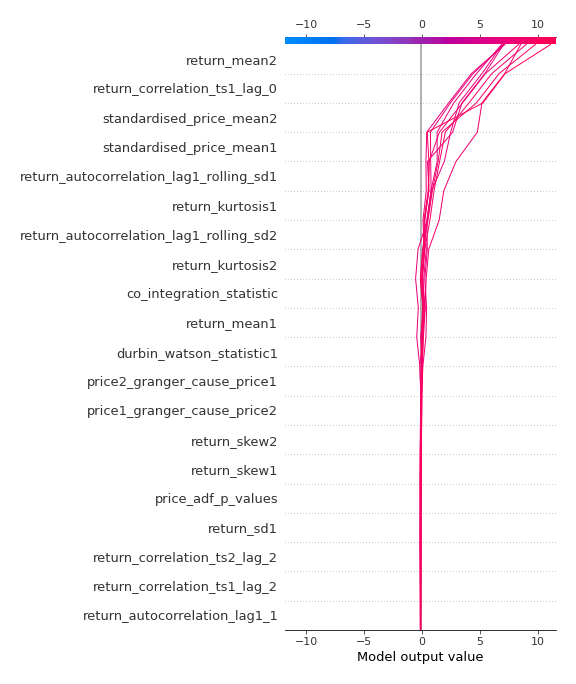 −10 −5 0 5 10
return_mean2
return_correlation_ts1_lag_0
standardised_price_mean2
standardised_price_mean1
return_autocorrelation_lag1_rolling_sd1
return_kurtosis1
return_autocorrelation_lag1_rolling_sd2
return_kurtosis2
co_integration_statistic
return_mean1
durbin_watson_statistic1
price2_granger_cause_price1
price1_granger_cause_price2
return_skew2
return_skew1
price_adf_p_values
return_sd1
return_correlation_ts2_lag_2
return_correlation_ts1_lag_2
return_autocorrelation_lag1_1
−10 −5 0 5 10
Model output value